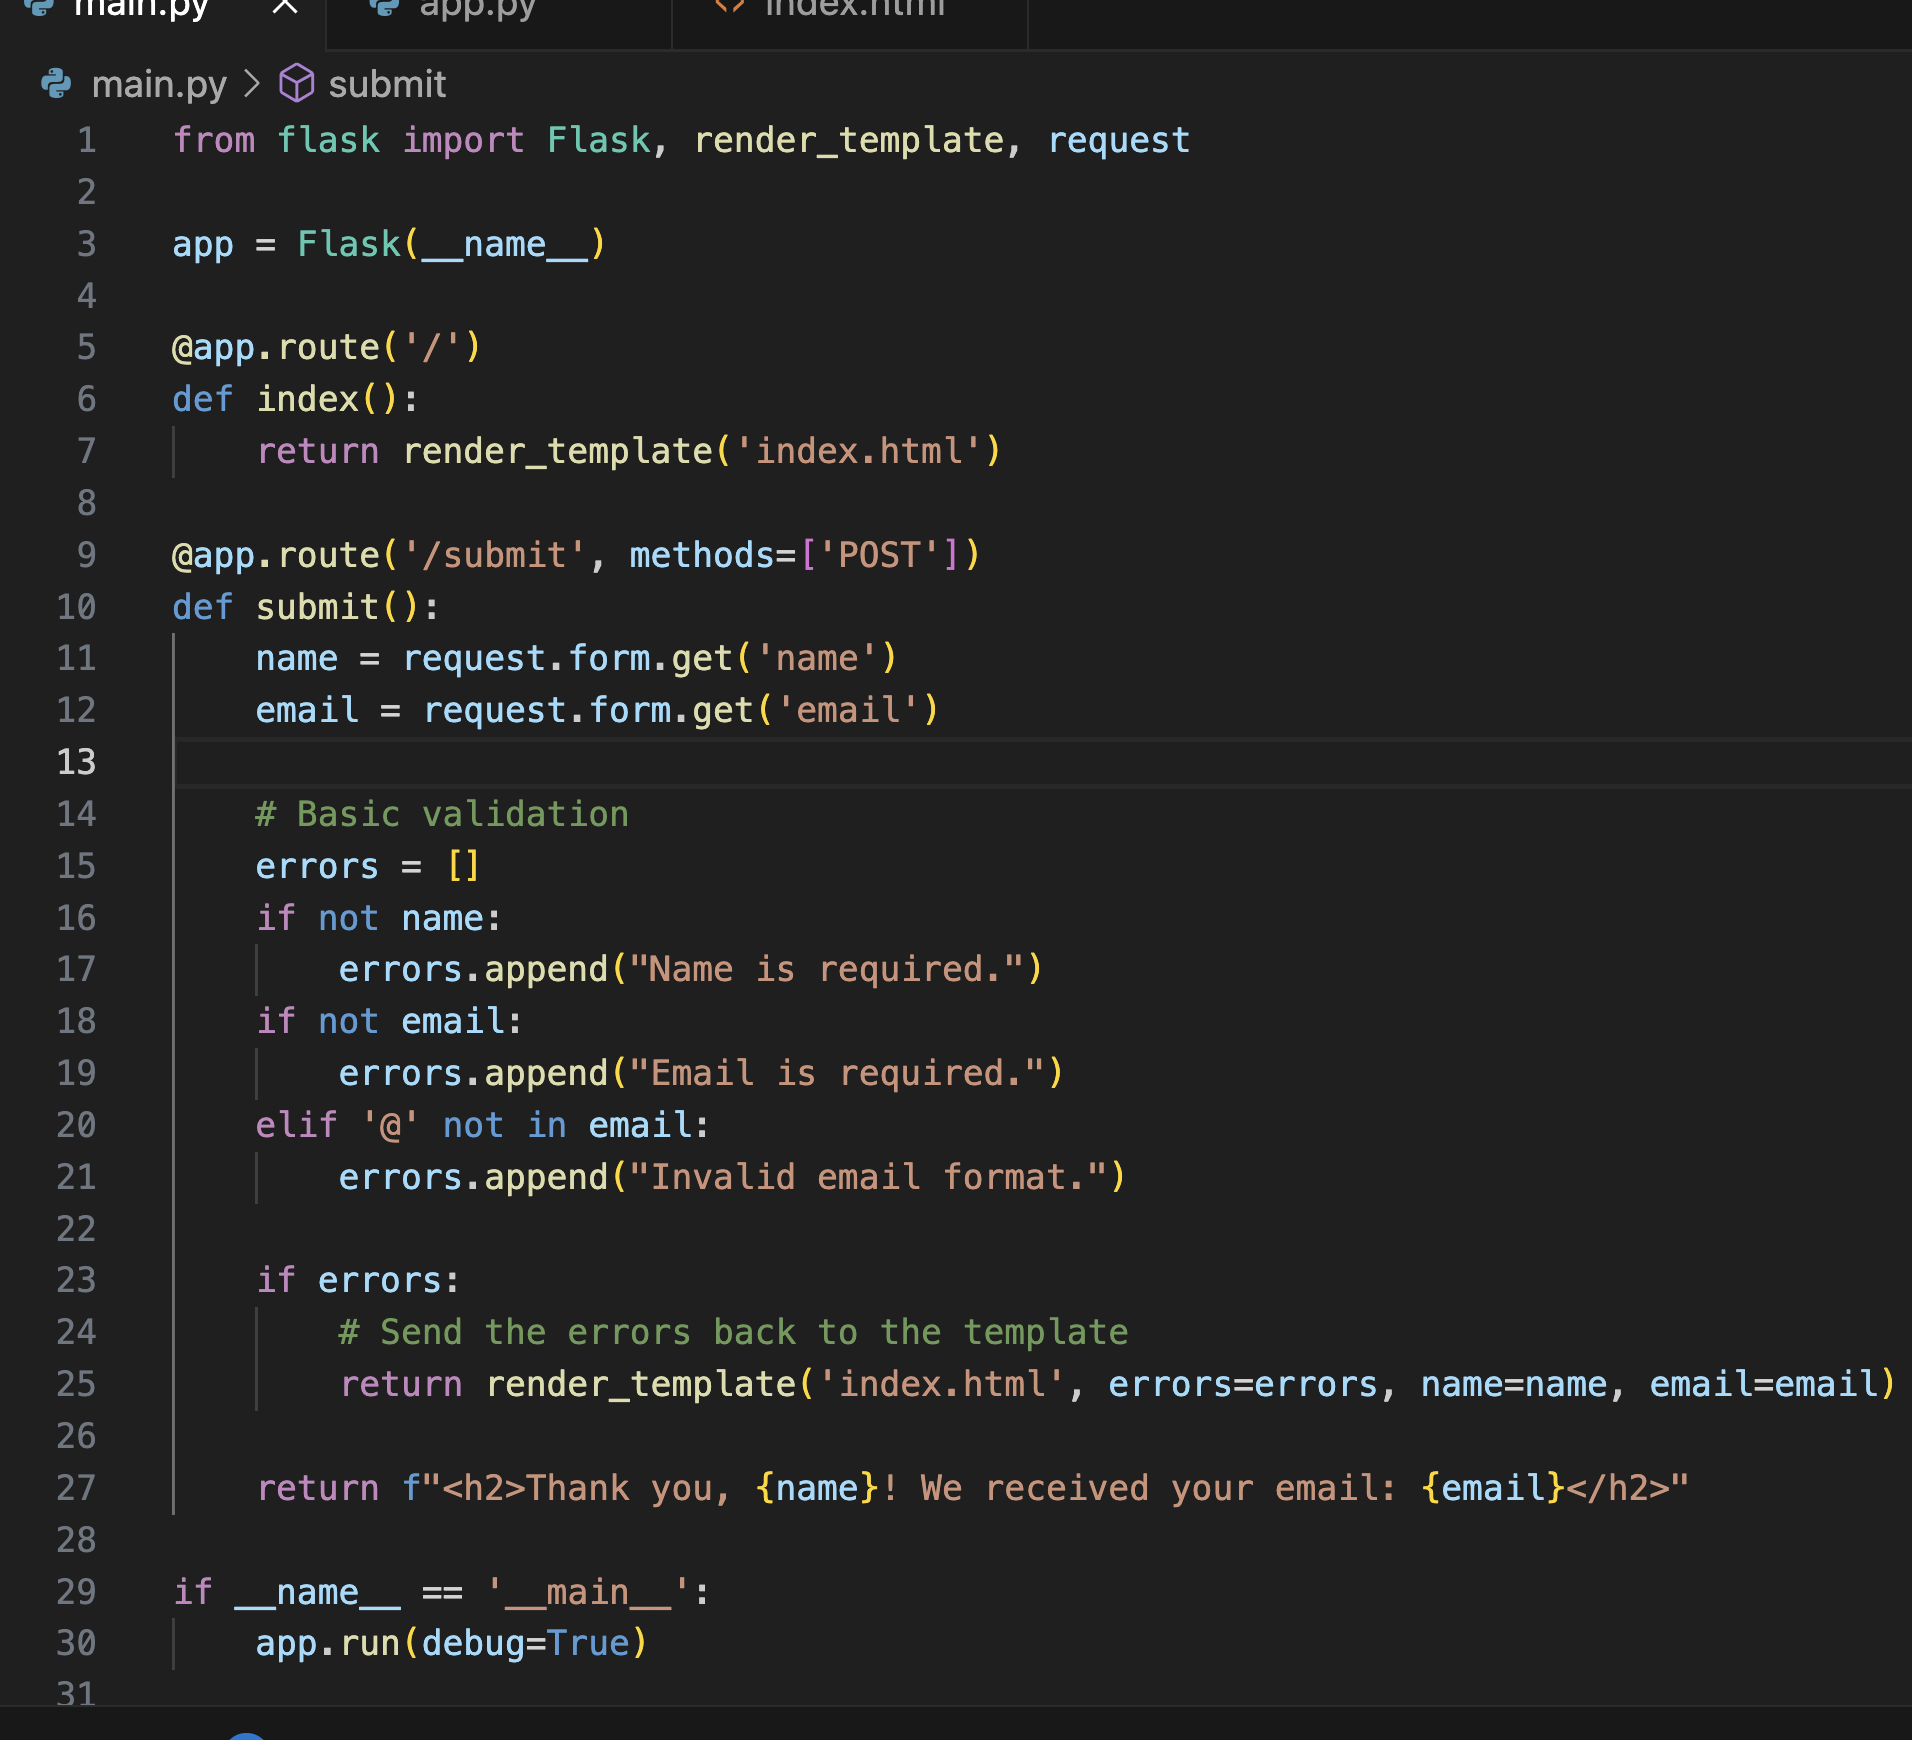 main.py
app.py
index.html
main.py > submit
1 from flask import Flask, render_template, request
2
3 app = Flask(__name__)
4
5 @app.route('/')
6 def index():
7     return render_template('index.html')
8
9 @app.route('/submit', methods=['POST'])
10 def submit():
11     name = request.form.get('name')
12     email = request.form.get('email')
13
14     # Basic validation
15     errors = []
16     if not name:
17         errors.append("Name is required.")
18     if not email:
19         errors.append("Email is required.")
20     elif '@' not in email:
21         errors.append("Invalid email format.")
22
23     if errors:
24         # Send the errors back to the template
25         return render_template('index.html', errors=errors, name=name, email=email)
26
27     return f"<h2>Thank you, {name}! We received your email: {email}</h2>"
28
29 if __name__ == '__main__':
30     app.run(debug=True)
31